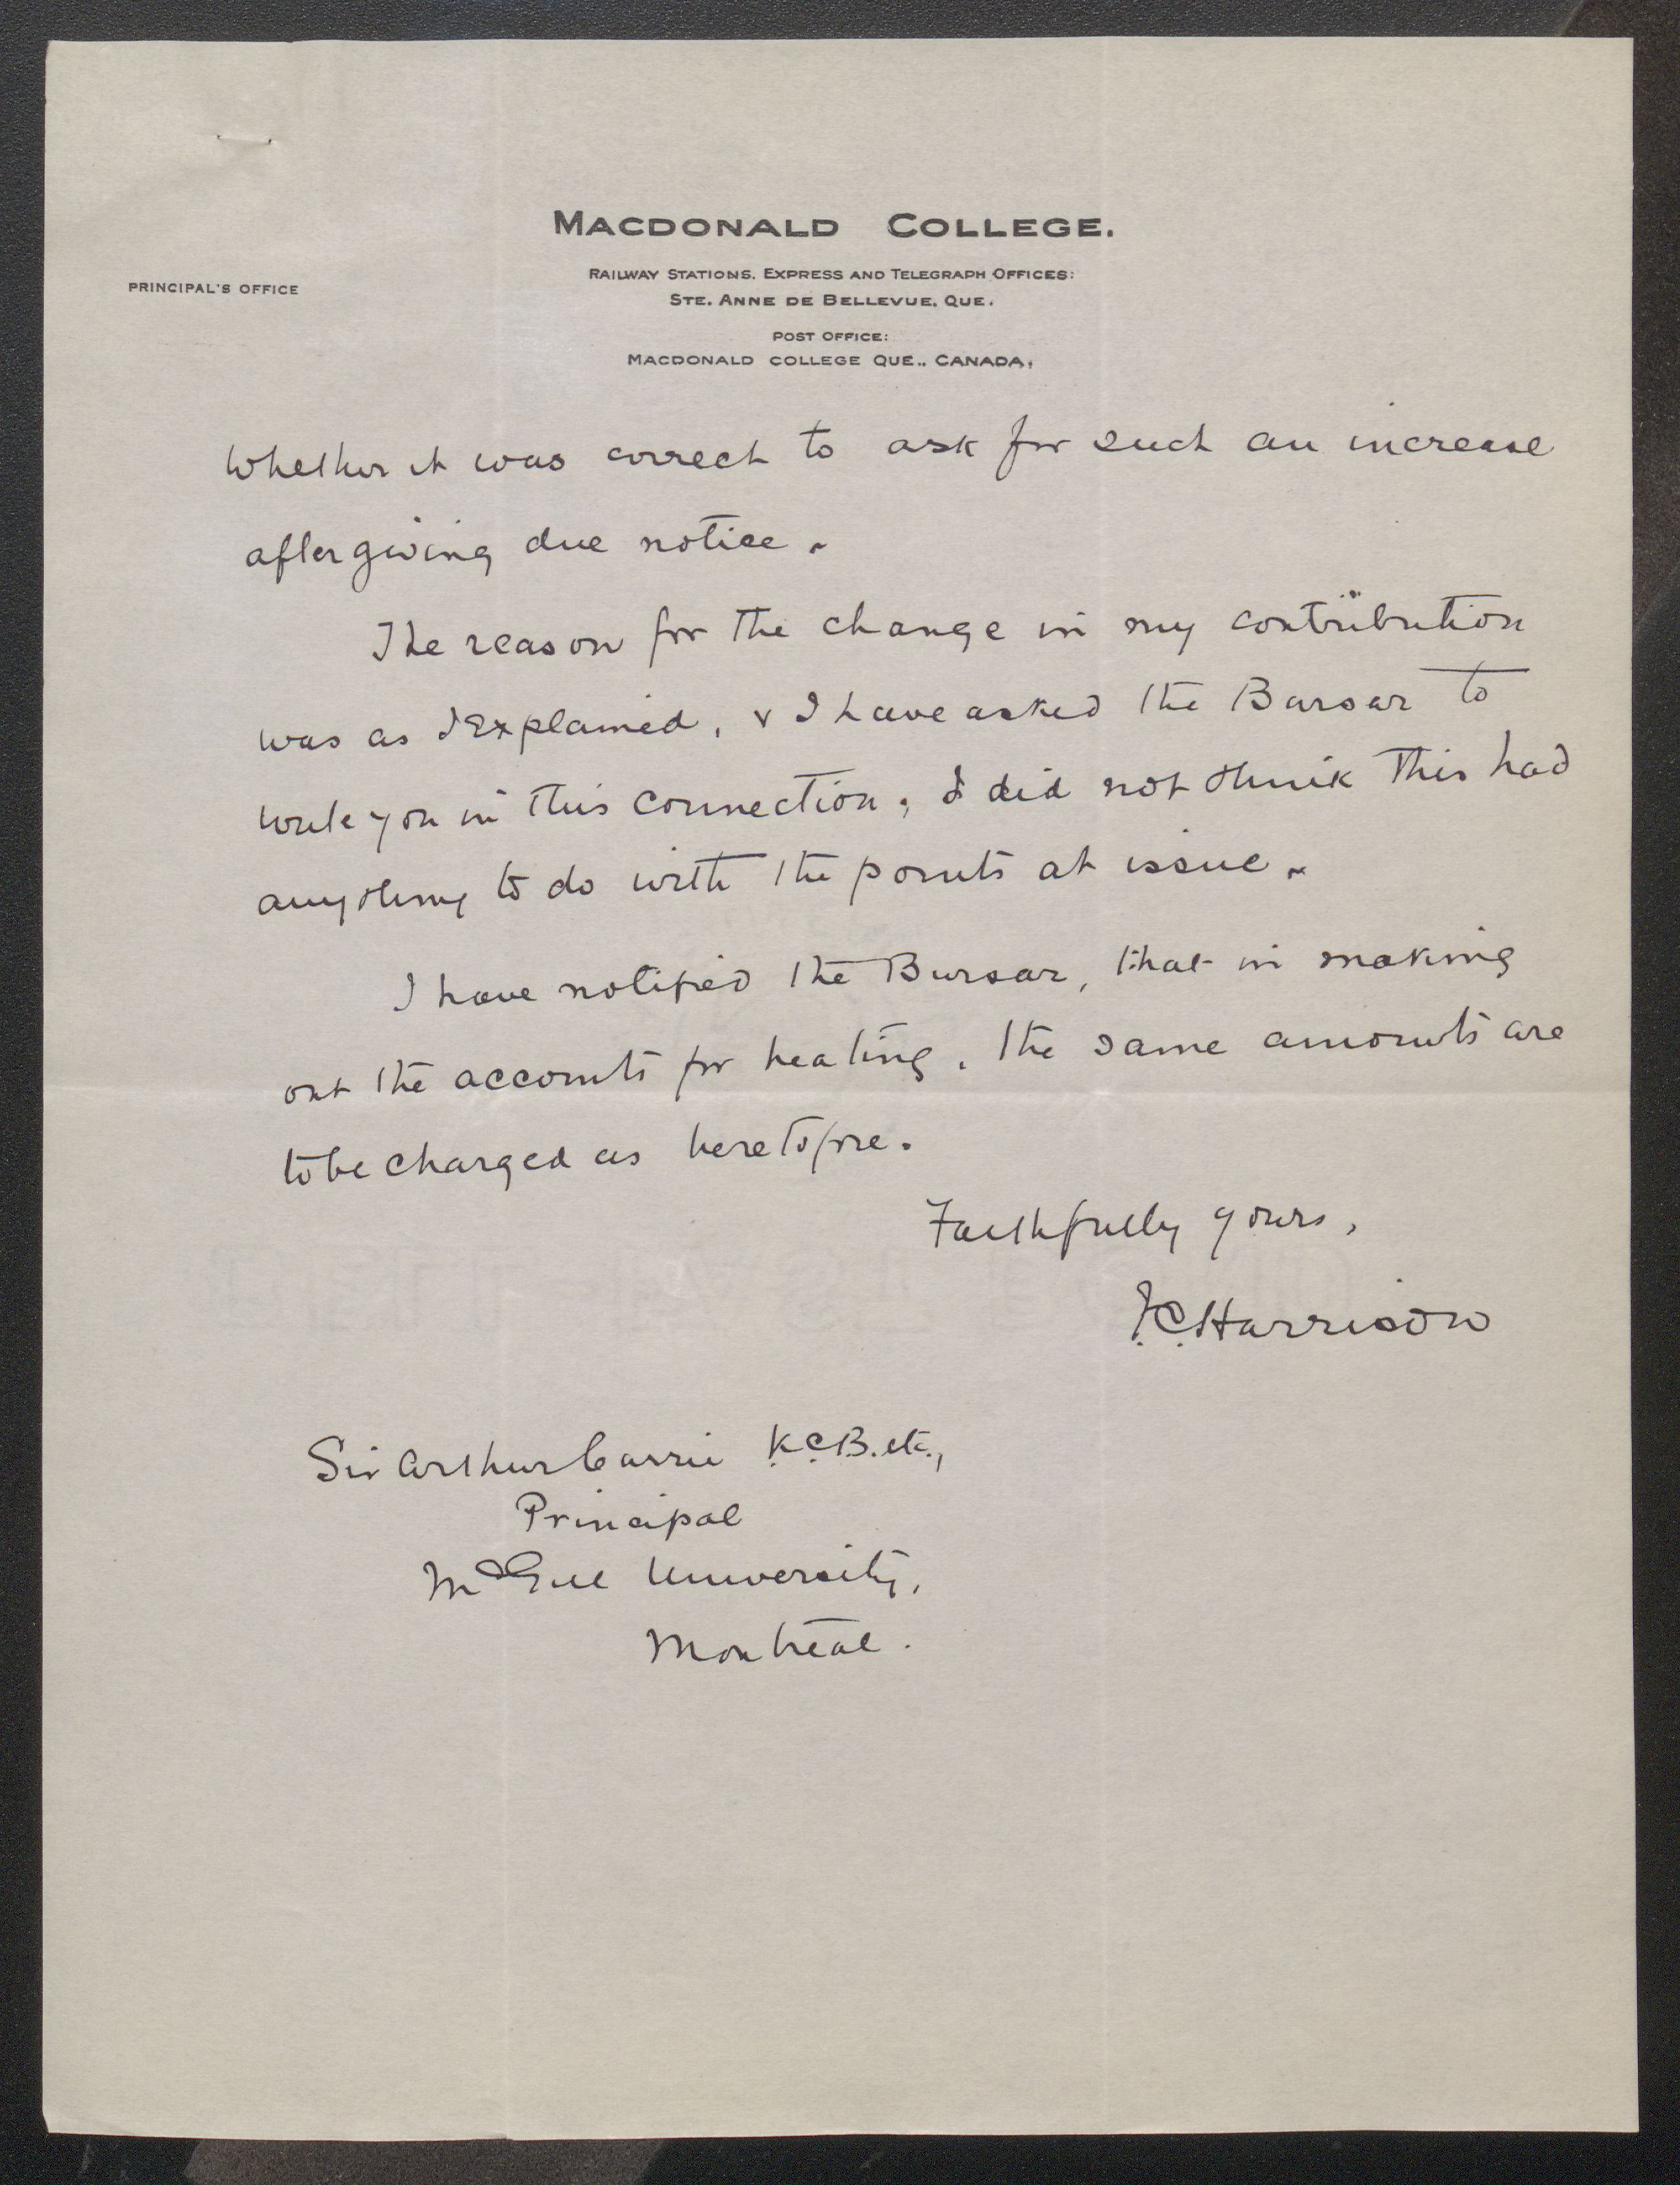 MACDONALD COLLEGE.
PRINCIPAL'S OFFICE
RAILWAY STATIONS, EXPRESS AND TELEGRAPH OFFICES:
STE. ANNE DE BELLEVUE, QUE.
POST OFFICE:
MACDONALD COLLEGE QUE., CANADA.
whether it was correct to ask for such an increase
after giving due notice.
The reason for the change in my contribution
was as I explained, & I have asked the Bursar to
write you in this connection. I did not think this had
anything to do with the points at issue.
I have notified the Bursar, that in making
out the accounts for heating, the same amounts are
to be charged as heretofore.
Faithfully yours,
F.C. Harrison
Sir Arthur Currie K.C.B. etc.,
Principal
McGill University,
Montreal.